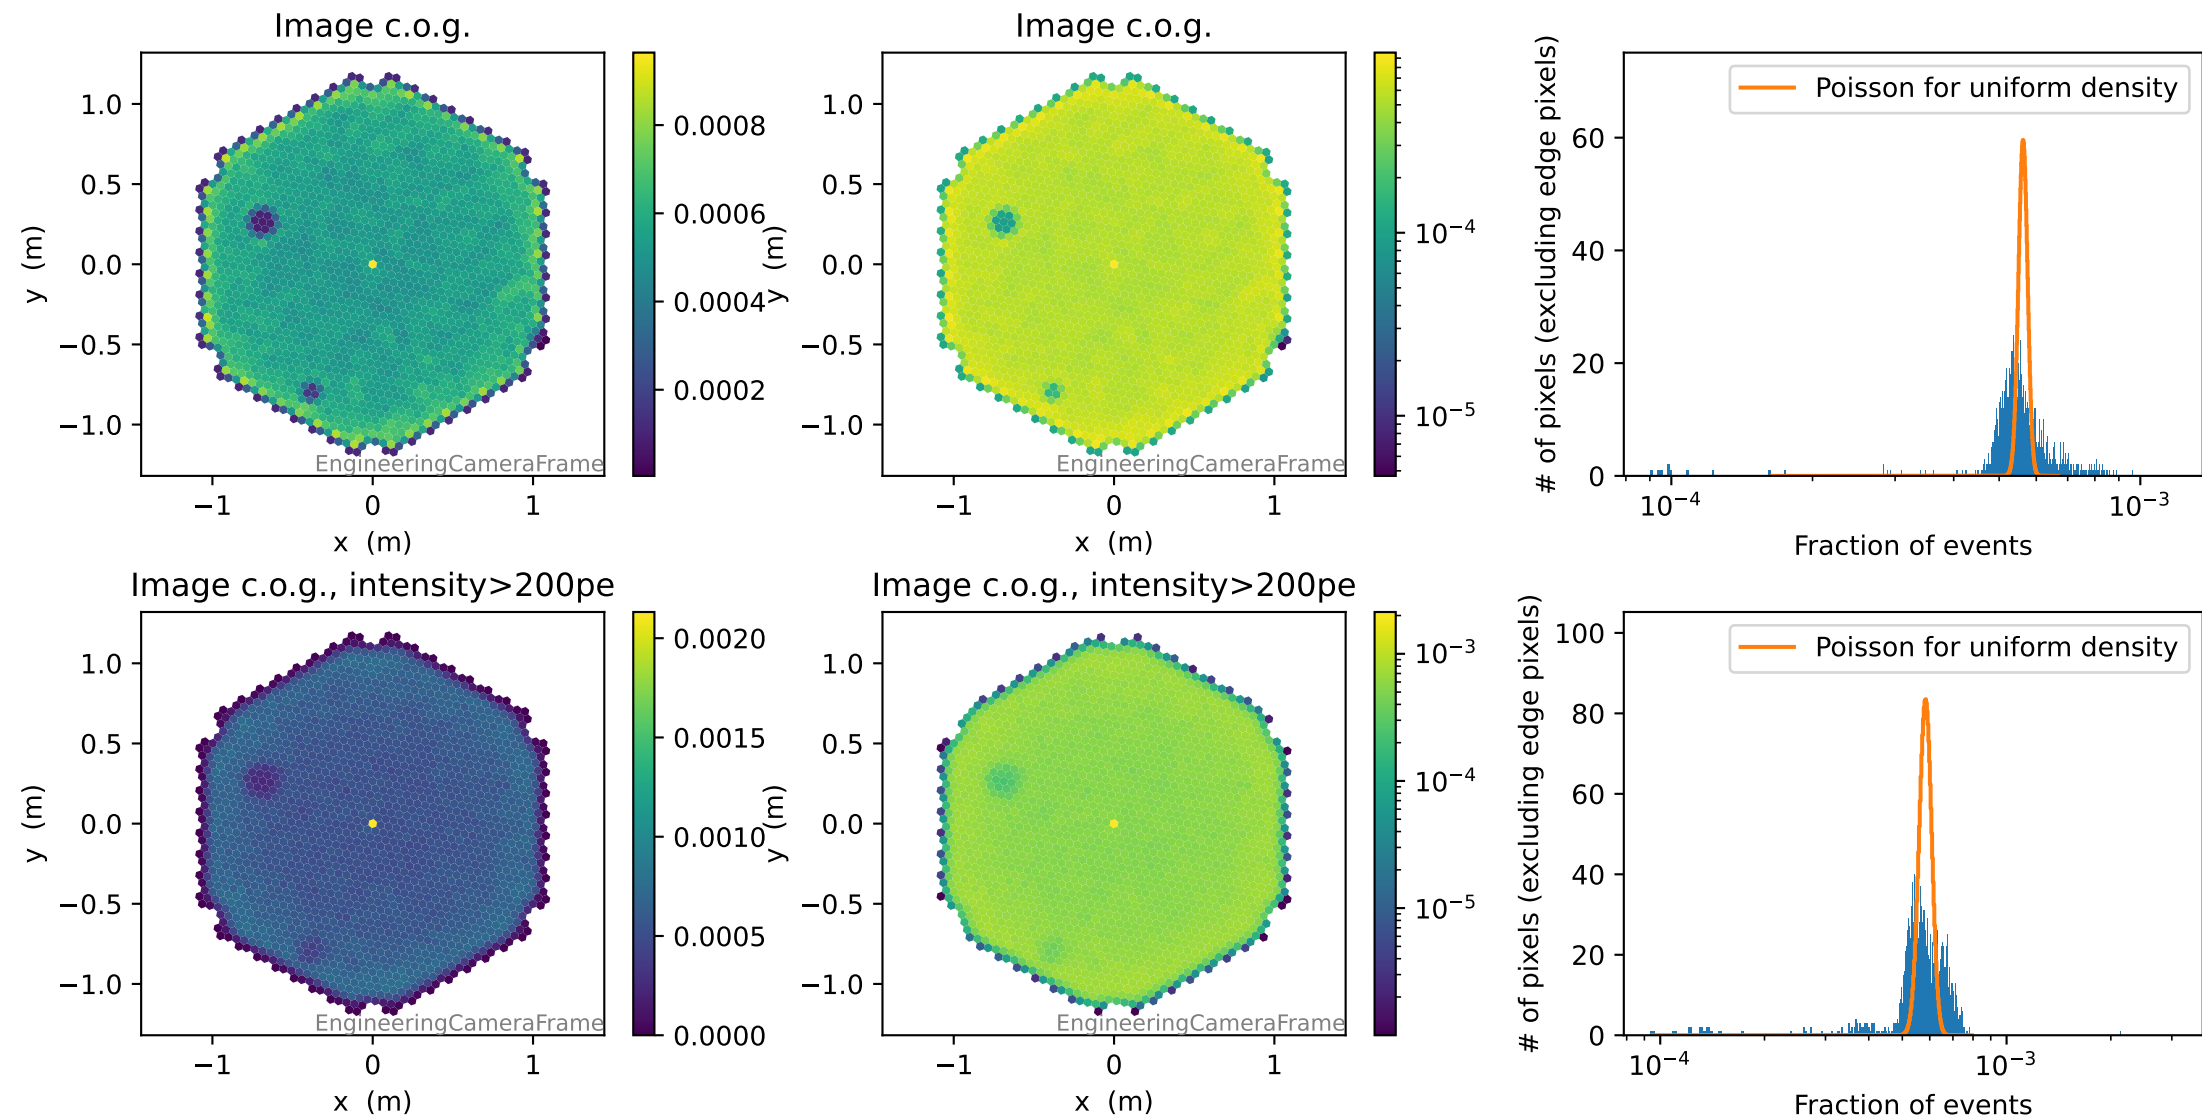 Image c.o.g.
1.0
0.5
0.0
−0.5
−1.0
y (m)
−1
0
1
x (m)
EngineeringCameraFrame
0.0008
0.0006
0.0004
0.0002
Image c.o.g.
1.0
0.5
0.0
−0.5
−1.0
y (m)
−1
0
1
x (m)
EngineeringCameraFrame
10⁻⁴
10⁻⁵
# of pixels (excluding edge pixels)
60
40
20
0
Poisson for uniform density
10⁻⁴
10⁻³
Fraction of events
Image c.o.g., intensity>200pe
1.0
0.5
0.0
−0.5
−1.0
y (m)
−1
0
1
x (m)
EngineeringCameraFrame
0.0020
0.0015
0.0010
0.0005
0.0000
Image c.o.g., intensity>200pe
1.0
0.5
0.0
−0.5
−1.0
y (m)
−1
0
1
x (m)
EngineeringCameraFrame
10⁻³
10⁻⁴
10⁻⁵
# of pixels (excluding edge pixels)
100
80
60
40
20
0
Poisson for uniform density
10⁻⁴
10⁻³
Fraction of events